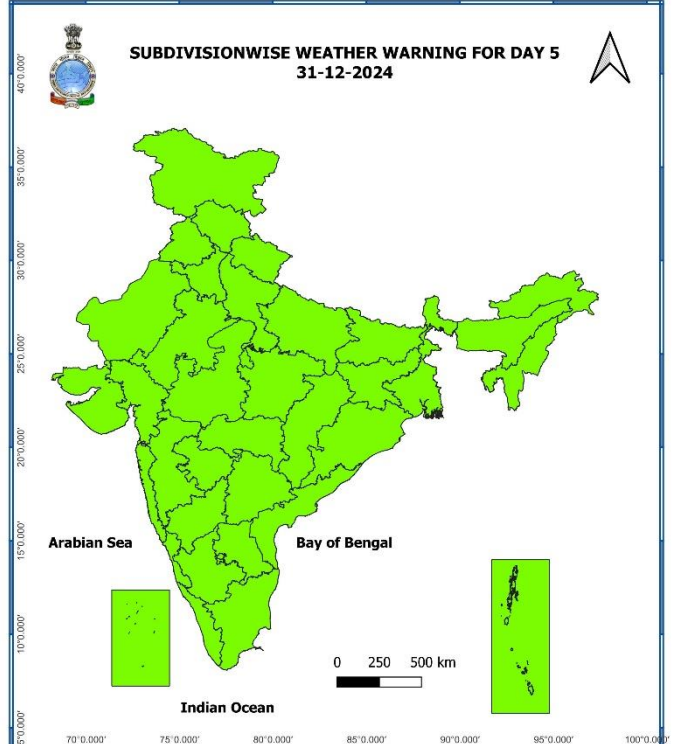 SUBDIVISIONWISE WEATHER WARNING FOR DAY 5
31-12-2024
40°0.000'
35°0.000'
30°0.000'
25°0.000'
20°0.000'
15°0.000'
10°0.000'
5°0.000'
Arabian Sea
Bay of Bengal
0 250 500 km
Indian Ocean
70°0.000' 75°0.000' 80°0.000' 85°0.000' 90°0.000' 95°0.000' 100°0.000'